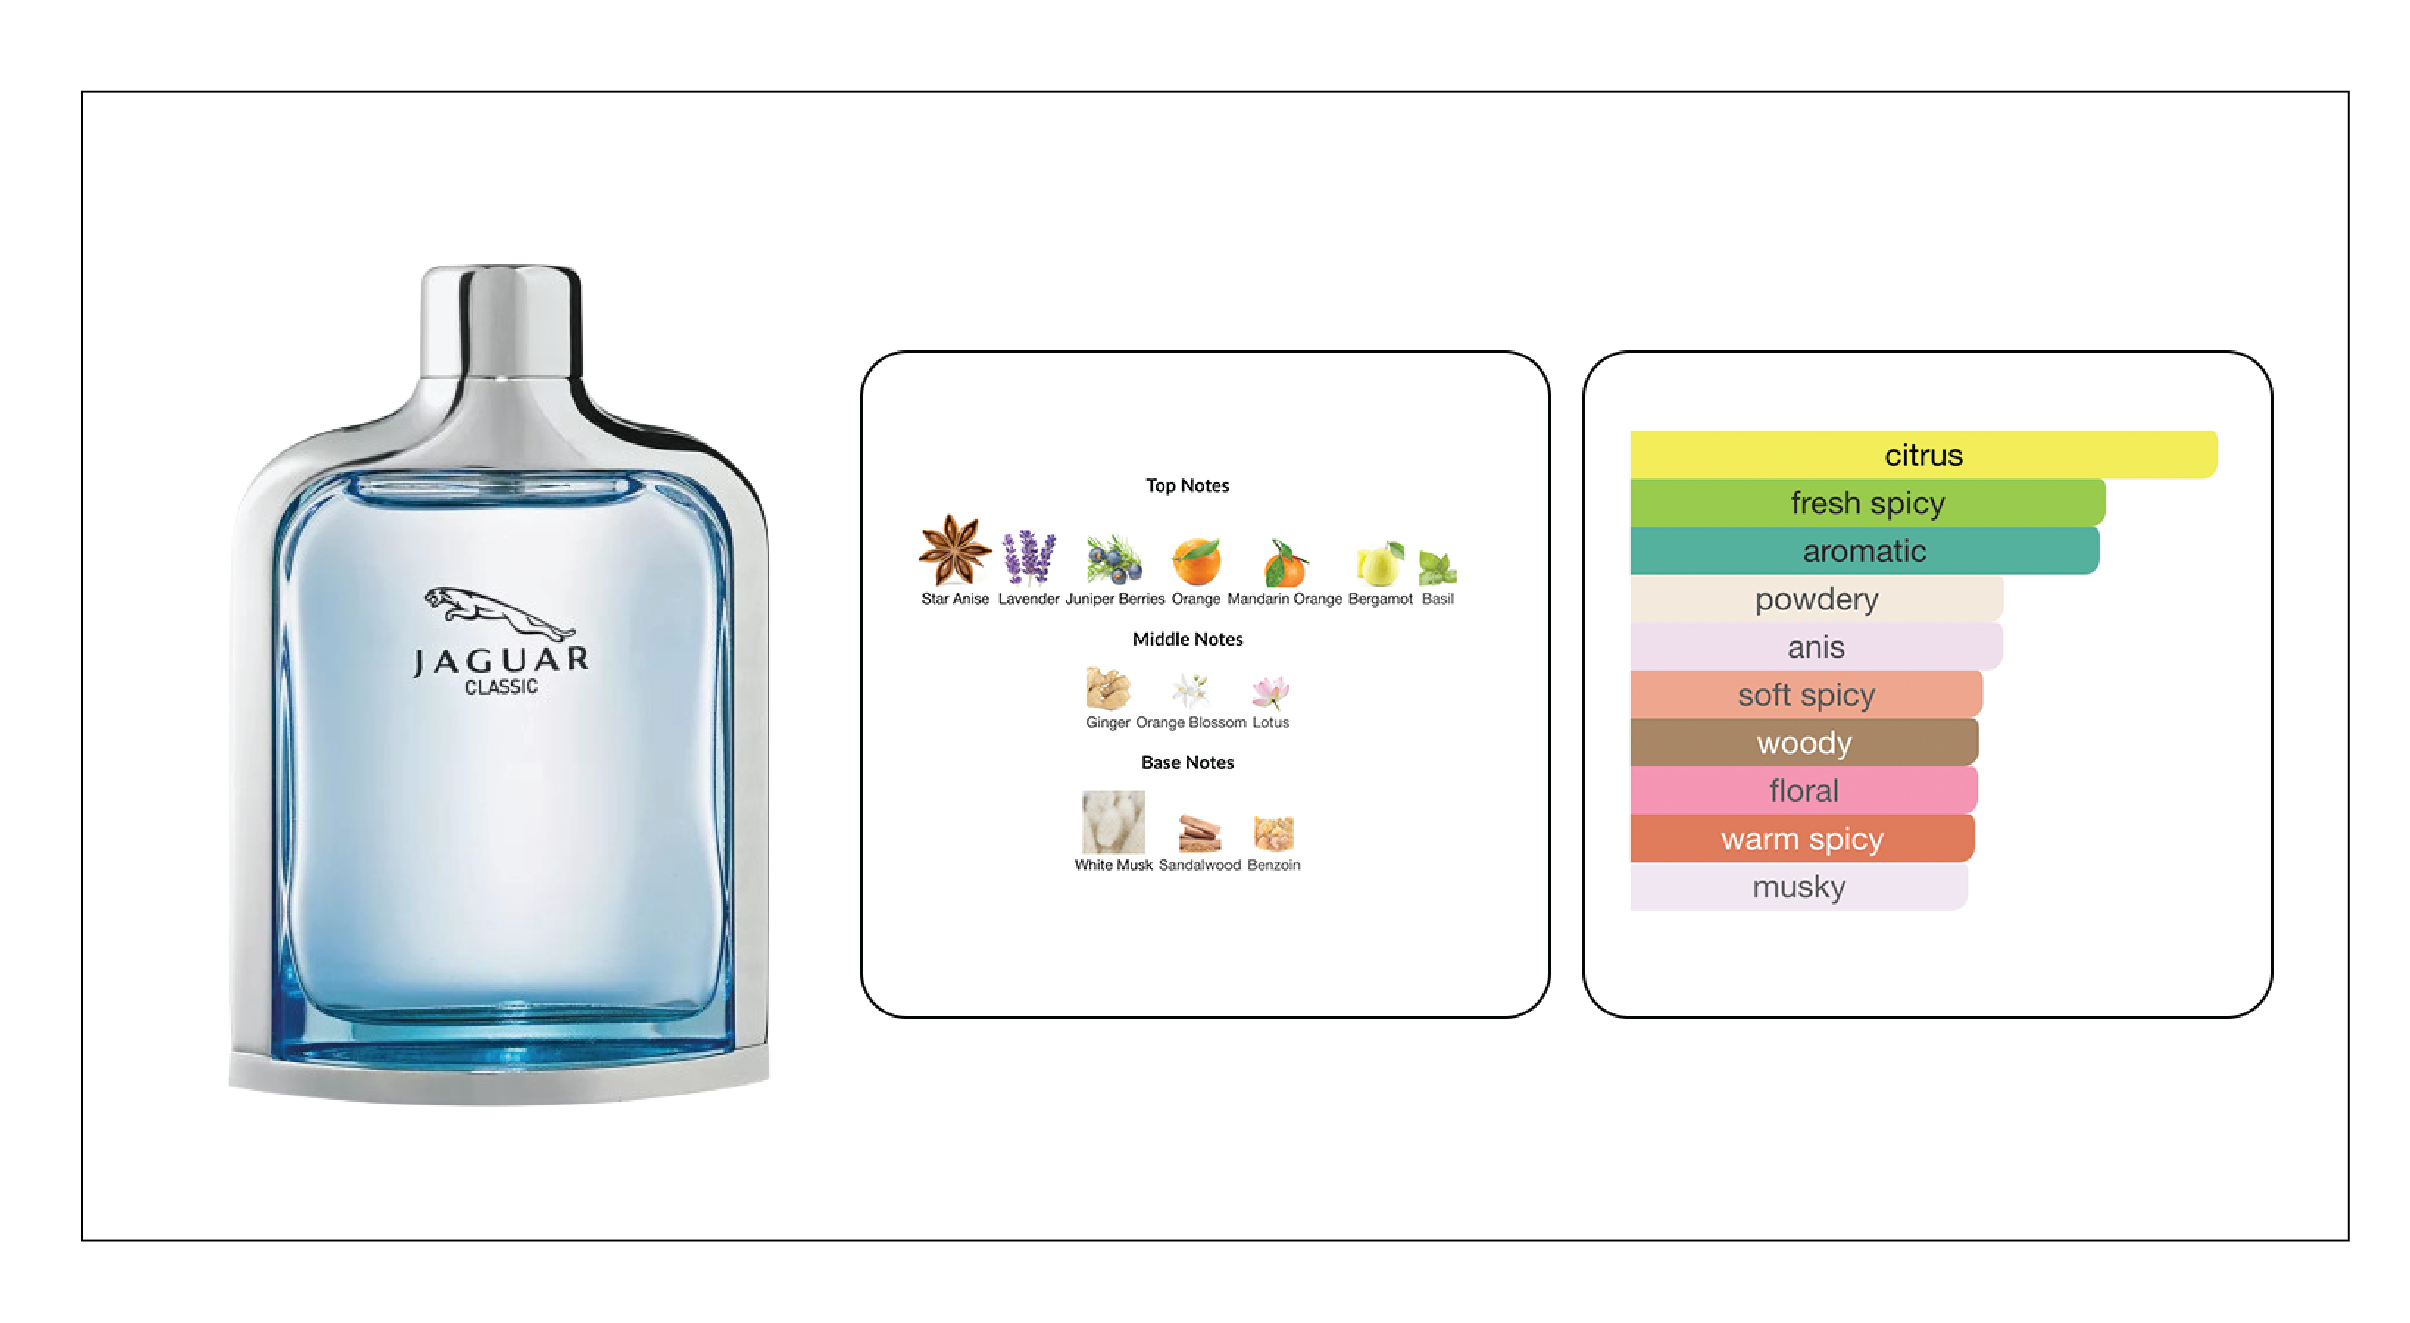 JAGUAR
CLASSIC
Top Notes
Star Anise Lavender Juniper Berries Orange Mandarin Orange Bergamot Basil
Middle Notes
Ginger Orange Blossom Lotus
Base Notes
White Musk Sandalwood Benzoin
citrus
fresh spicy
aromatic
powdery
anis
soft spicy
woody
floral
warm spicy
musky